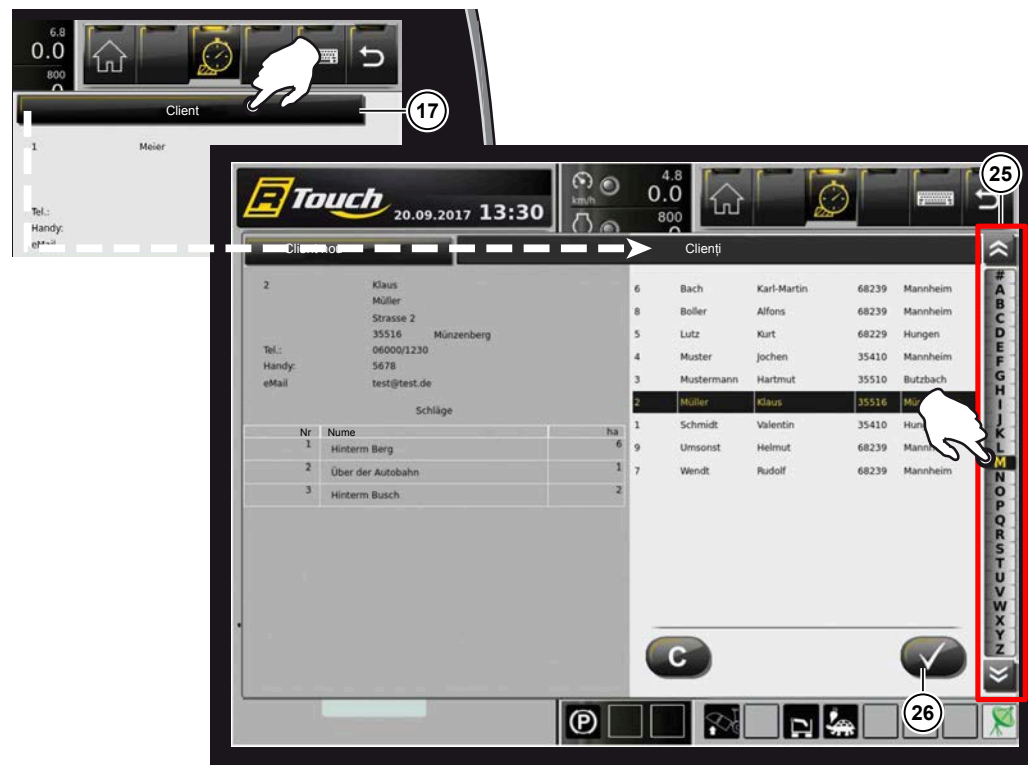 6.8
0.0
800
Client
17
1 Meier
Tel.:
Handy:
eMail
R Touch 20.09.2017 13:30
km/h
4.8
0.0
800
25
Clienți
2 Klaus
Müller
Strasse 2
35516 Münzenberg
Tel.: 06000/1230
Handy: 5678
eMail test@test.de
Schläge
Nr Nume ha
1 Hinterm Berg 6
2 Über der Autobahn 1
3 Hinterm Busch 2
6 Bach Karl-Martin 68239 Mannheim
8 Boller Alfons 68239 Mannheim
5 Lutz Kurt 68229 Hungen
4 Muster Jochen 35410 Mannheim
3 Mustermann Hartmut 35510 Butzbach
2 Müller Klaus 35516
1 Schmidt Valentin 35410
9 Umsonst Helmut 68239
7 Wendt Rudolf 68239 Mannheim
#
A
B
C
D
E
F
G
H
I
J
K
L
M
N
O
P
Q
R
S
T
U
V
W
X
Y
Z
C
26
P